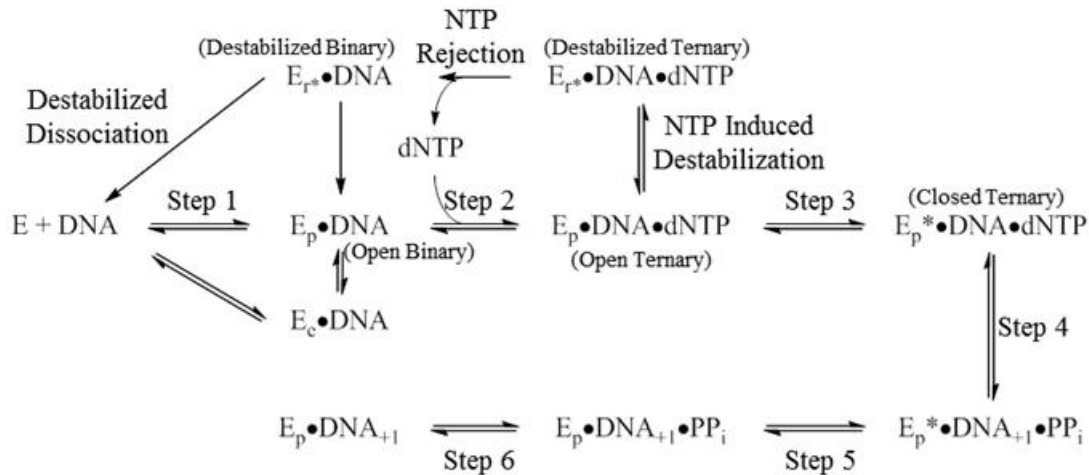 NTP
Rejection
(Destabilized Binary)
(Destabilized Ternary)
Er*●DNA
Er*●DNA●dNTP
Destabilized
Dissociation
dNTP
NTP Induced
Destabilization
Step 1
Step 2
Step 3
(Closed Ternary)
E + DNA
Ep●DNA
Ep●DNA●dNTP
Ep*●DNA●dNTP
(Open Binary)
(Open Ternary)
Ec●DNA
Step 4
Ep●DNA+1
Ep●DNA+1●PPi
Ep*●DNA+1●PPi
Step 6
Step 5